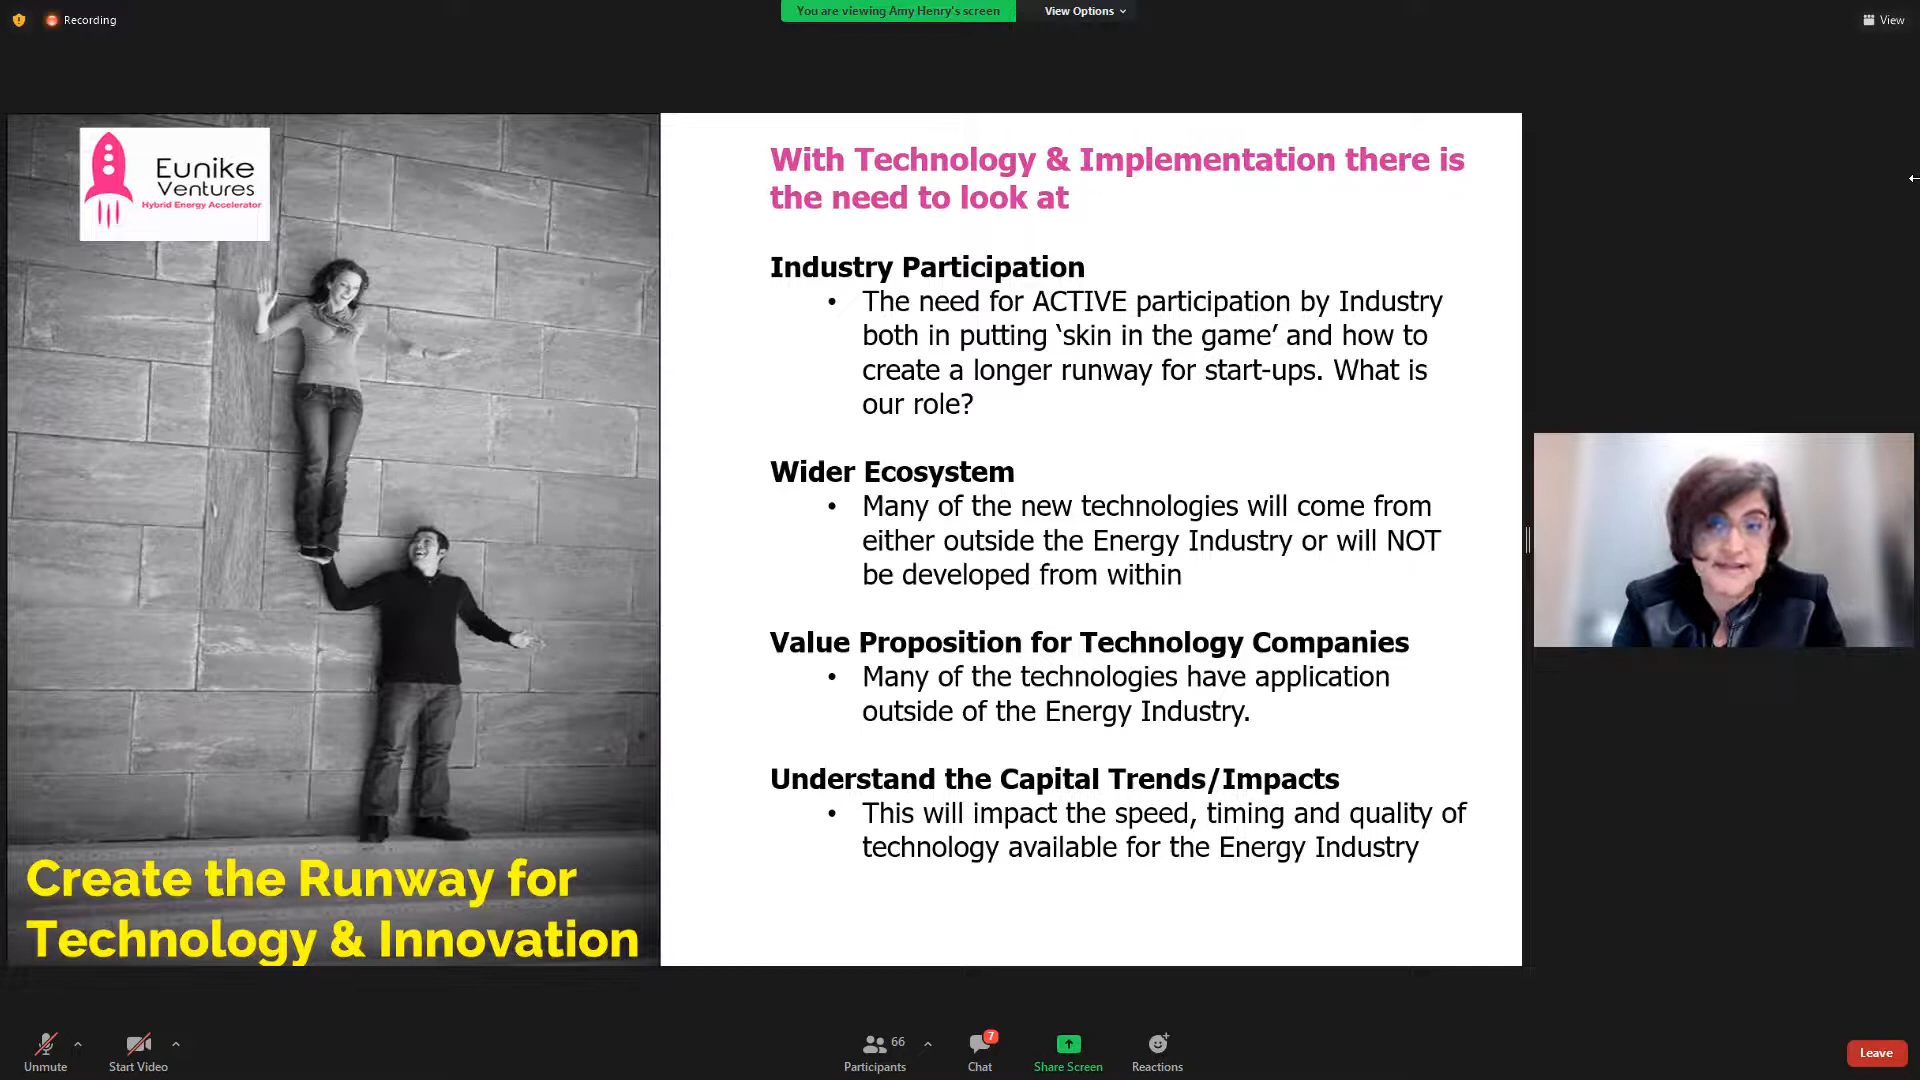 Recording
You are viewing Amy Henry's screen
View Options
View
Eunike
Ventures
Hybrid Energy Accelerator
Create the Runway for
Technology & Innovation
With Technology & Implementation there is
the need to look at
Industry Participation
• The need for ACTIVE participation by Industry
both in putting ‘skin in the game’ and how to
create a longer runway for start-ups. What is
our role?
Wider Ecosystem
• Many of the new technologies will come from
either outside the Energy Industry or will NOT
be developed from within
Value Proposition for Technology Companies
• Many of the technologies have application
outside of the Energy Industry.
Understand the Capital Trends/Impacts
• This will impact the speed, timing and quality of
technology available for the Energy Industry
Unmute
Start Video
66
Participants
7
Chat
Share Screen
Reactions
Leave